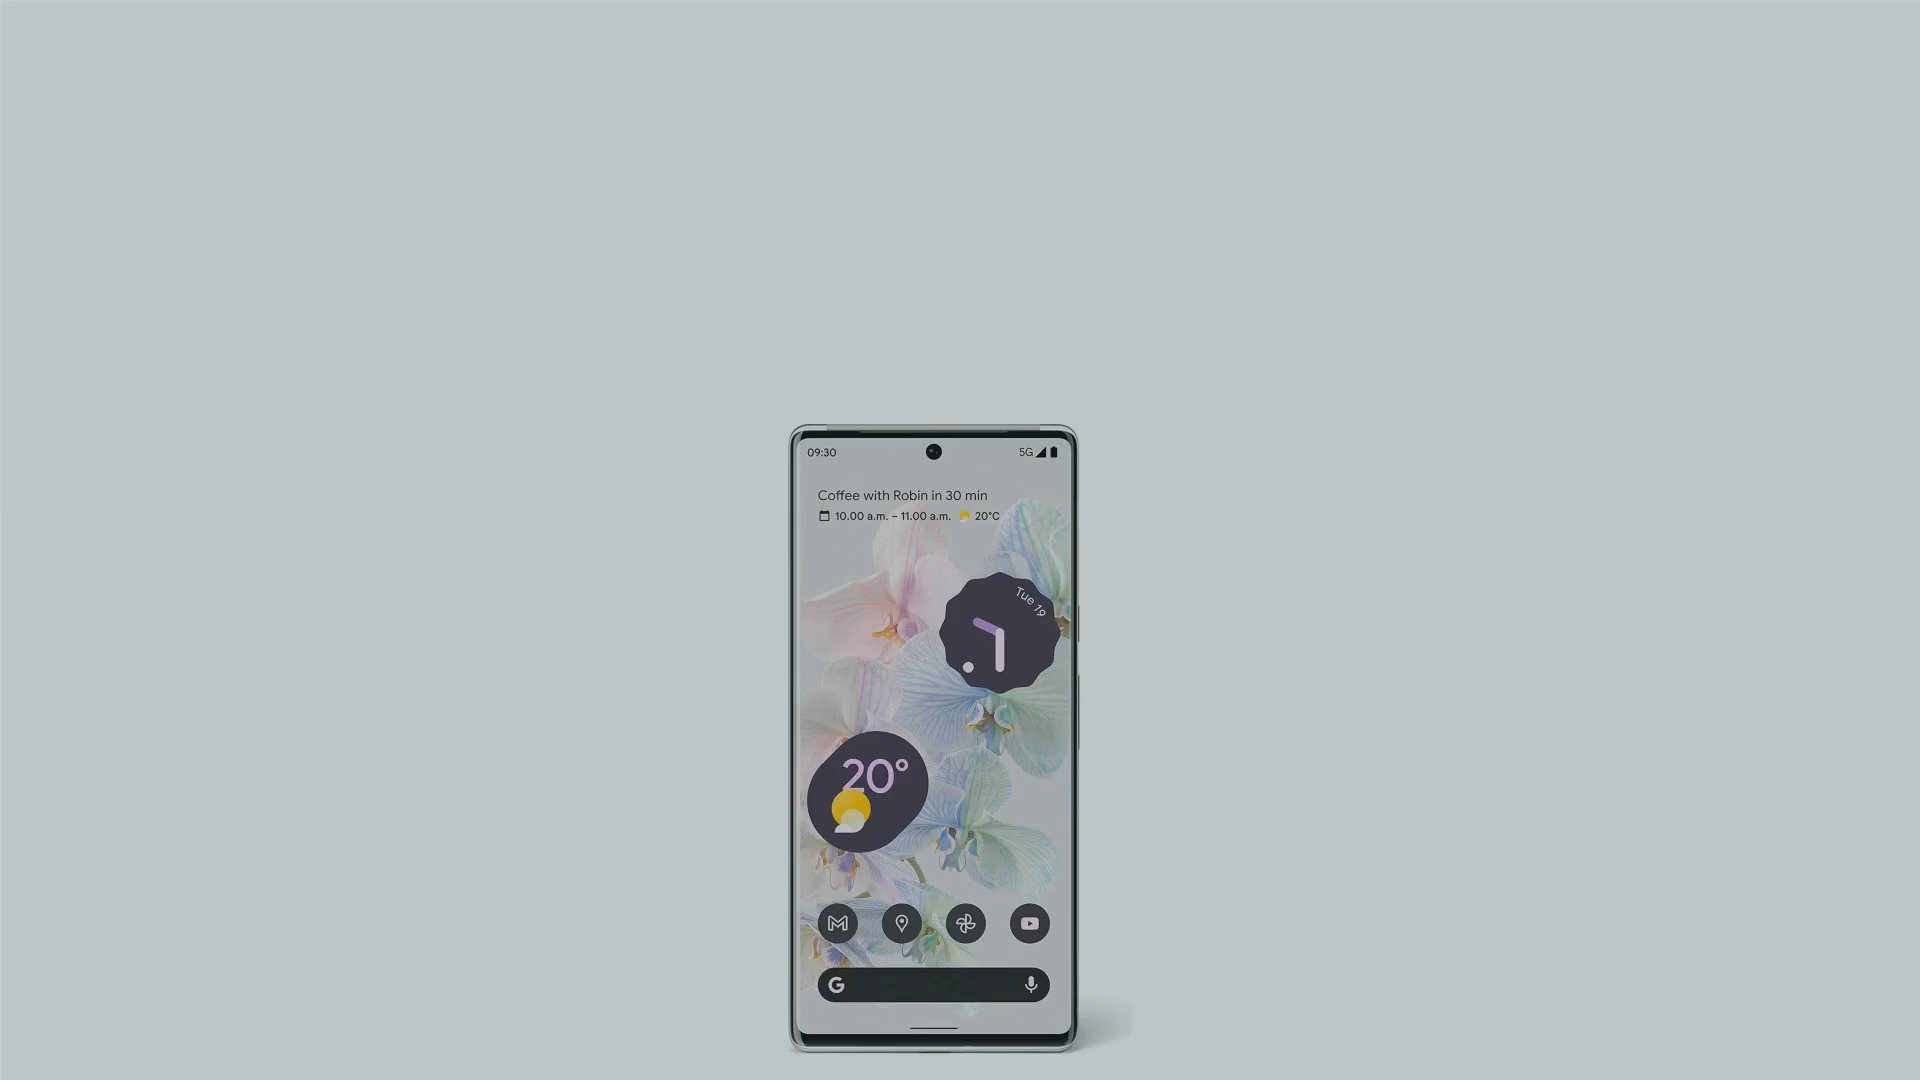 09:30
5G
Coffee with Robin in 30 min
10.00 a.m. – 11.00 a.m. 20°C
Tue 19
20°
G